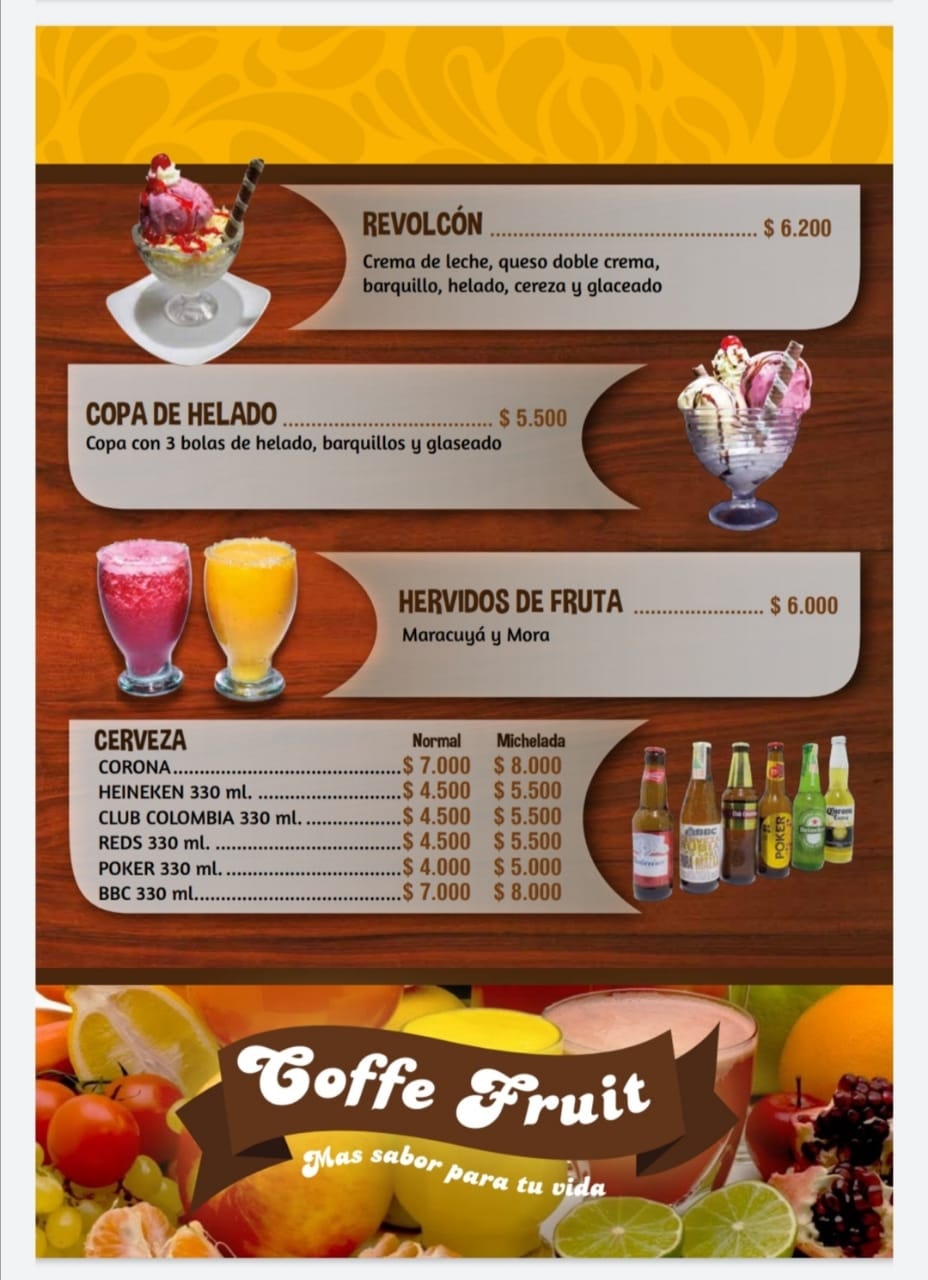 REVOLCÓN ............................................................ $ 6.200
Crema de leche, queso doble crema,
barquillo, helado, cereza y glaceado
COPA DE HELADO ............................................... $ 5.500
Copa con 3 bolas de helado, barquillos y glaseado
HERVIDOS DE FRUTA ............................. $ 6.000
Maracuyá y Mora
CERVEZA Normal Michelada
CORONA.................................................$ 7.000 $ 8.000
HEINEKEN 330 ml. ...............................$ 4.500 $ 5.500
CLUB COLOMBIA 330 ml. .....................$ 4.500 $ 5.500
REDS 330 ml. ........................................$ 4.500 $ 5.500
POKER 330 ml. ......................................$ 4.000 $ 5.000
BBC 330 ml.............................................$ 7.000 $ 8.000
BBC
POKER
Heineken
Corona
Coffe Fruit
Mas sabor para tu vida